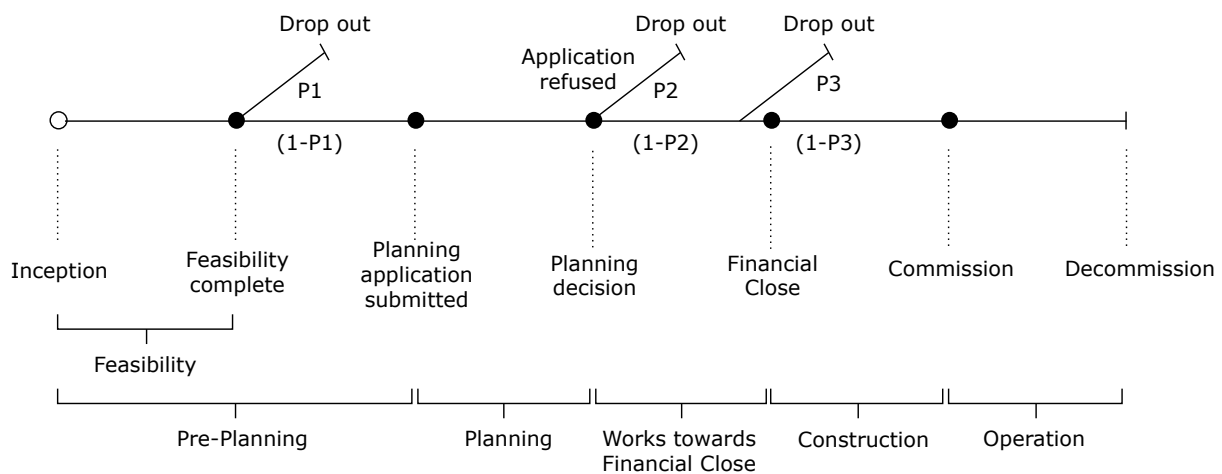 Drop out
Drop out
Drop out
Application
refused
P1
P2
P3
(1-P1)
(1-P2)
(1-P3)
Inception
Feasibility
complete
Planning
application
submitted
Planning
decision
Financial
Close
Commission
Decommission
Feasibility
Pre-Planning
Planning
Works towards
Financial Close
Construction
Operation